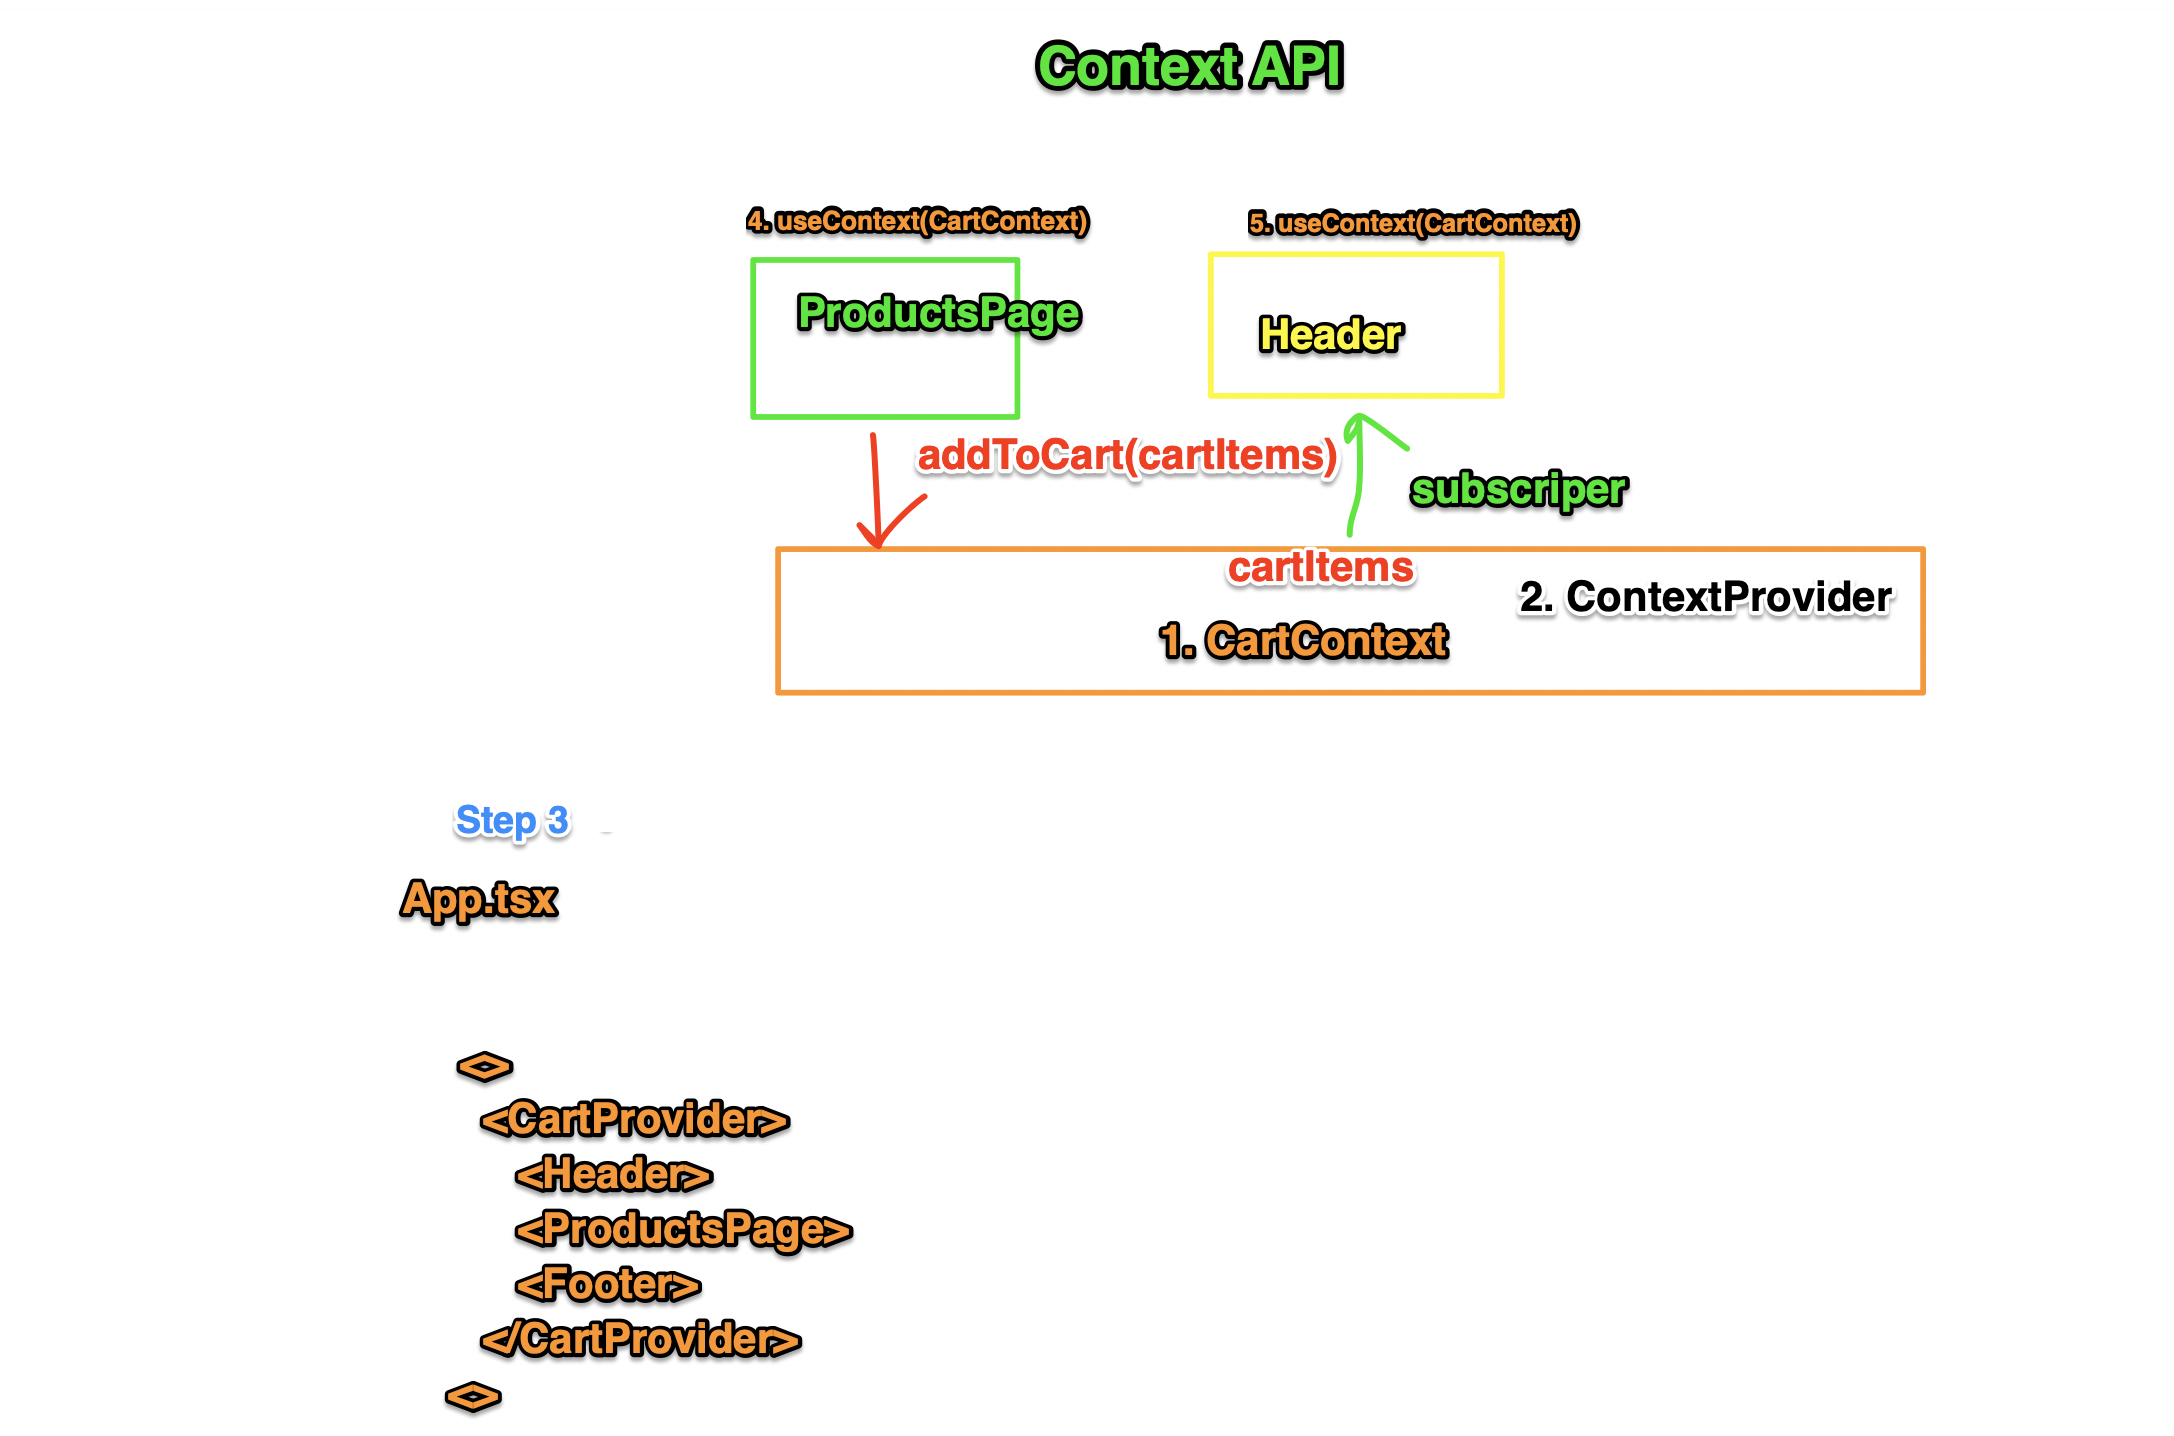 Context API
4. useContext(CartContext)
5. useContext(CartContext)
ProductsPage
Header
addToCart(cartItems)
subscriper
cartItems
2. ContextProvider
1. CartContext
Step 3
App.tsx
<>
<CartProvider>
<Header>
<ProductsPage>
<Footer>
</CartProvider>
<>